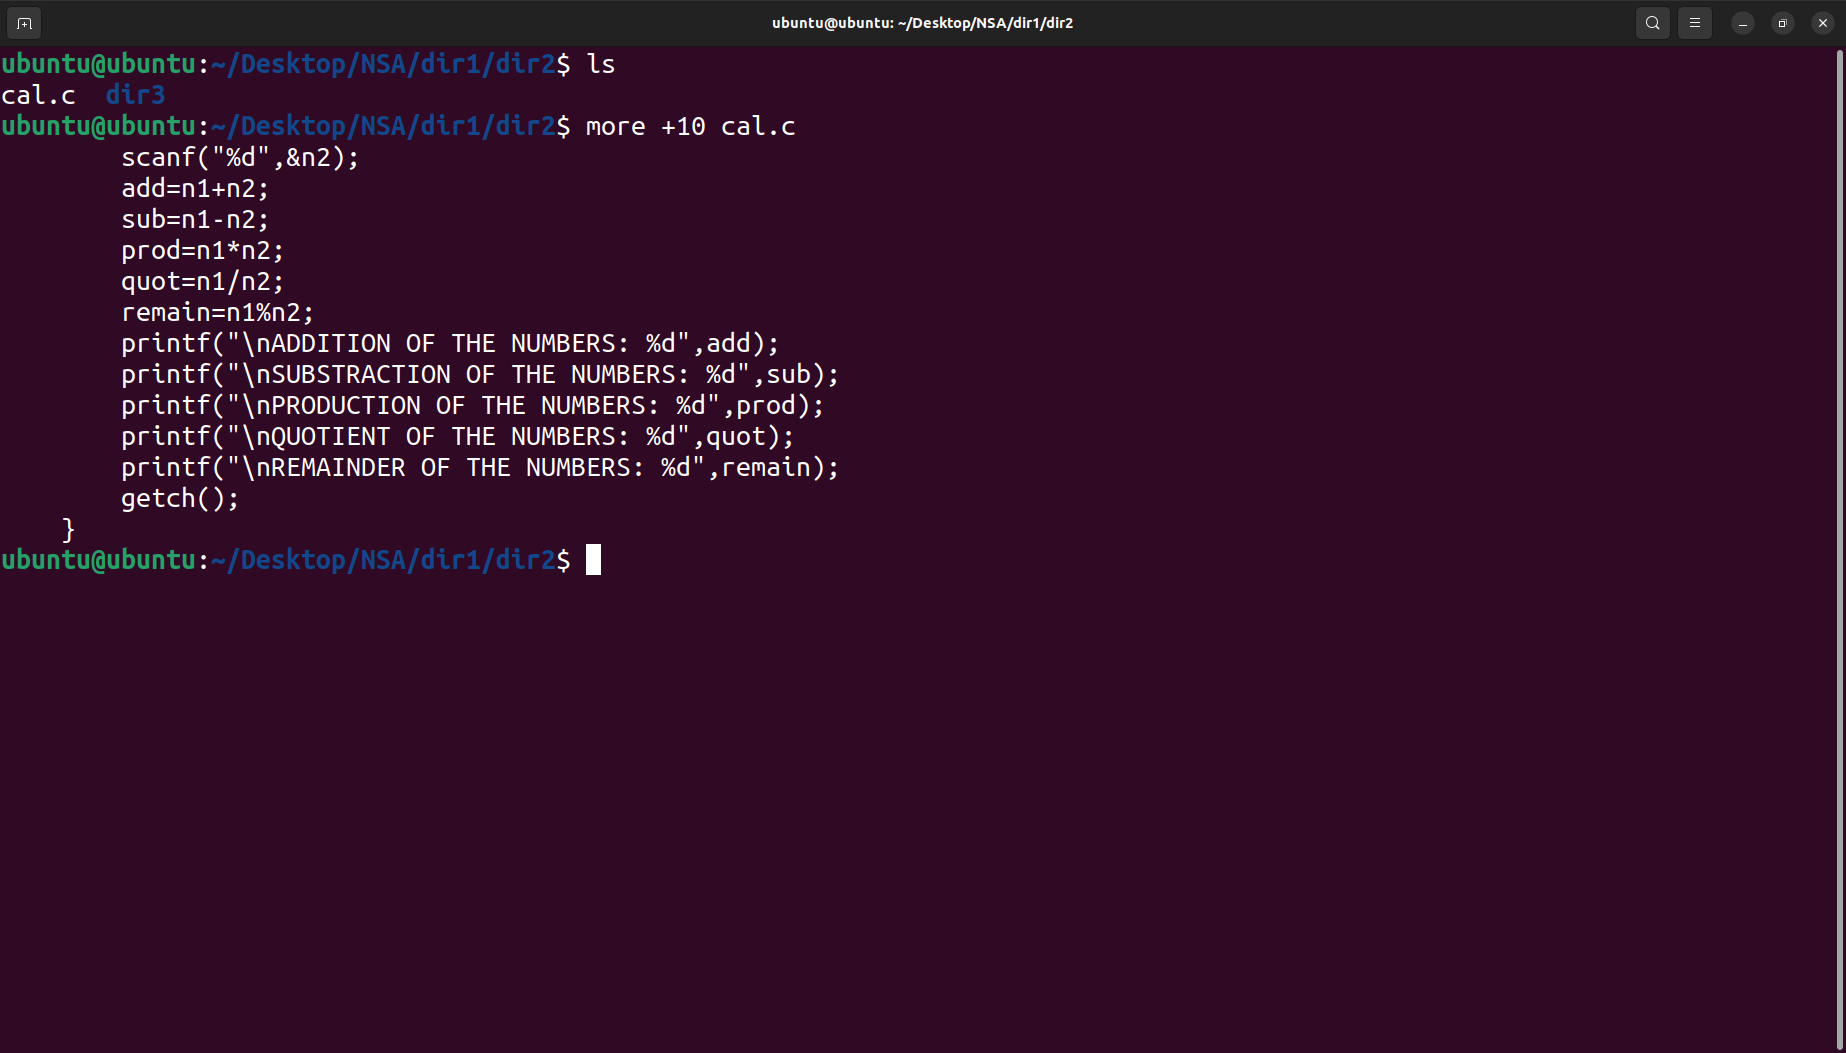 ubuntu@ubuntu: ~/Desktop/NSA/dir1/dir2
ubuntu@ubuntu:~/Desktop/NSA/dir1/dir2$ ls
cal.c  dir3
ubuntu@ubuntu:~/Desktop/NSA/dir1/dir2$ more +10 cal.c
        scanf("%d",&n2);
        add=n1+n2;
        sub=n1-n2;
        prod=n1*n2;
        quot=n1/n2;
        remain=n1%n2;
        printf("\nADDITION OF THE NUMBERS: %d",add);
        printf("\nSUBSTRACTION OF THE NUMBERS: %d",sub);
        printf("\nPRODUCTION OF THE NUMBERS: %d",prod);
        printf("\nQUOTIENT OF THE NUMBERS: %d",quot);
        printf("\nREMAINDER OF THE NUMBERS: %d",remain);
        getch();
    }
ubuntu@ubuntu:~/Desktop/NSA/dir1/dir2$